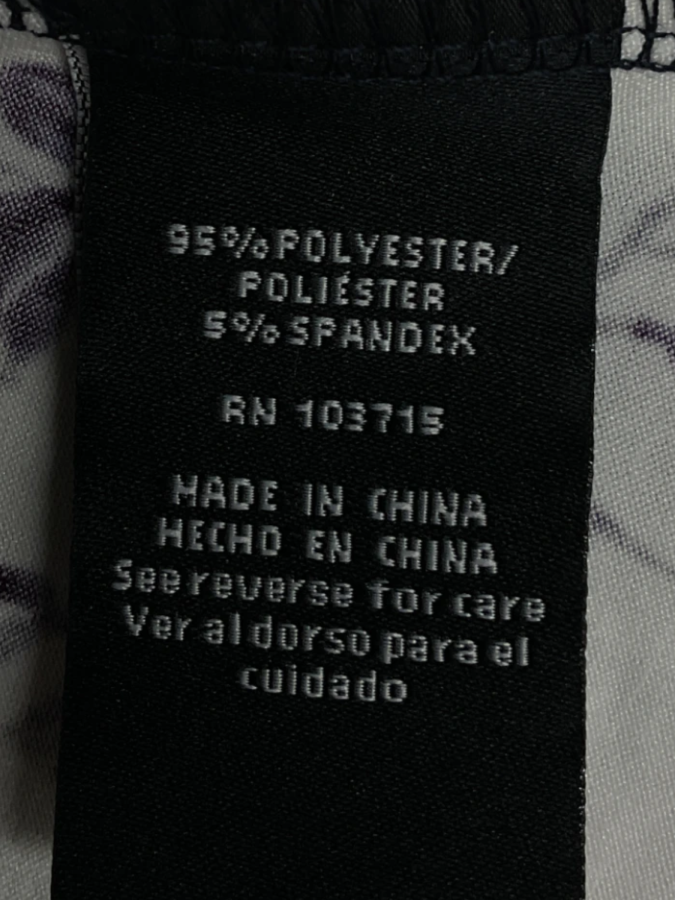 95% POLYESTER/
POLIÉSTER
5% SPANDEX
RN 103715
MADE IN CHINA
HECHO EN CHINA
See reverse for care
Ver al dorso para el
cuidado